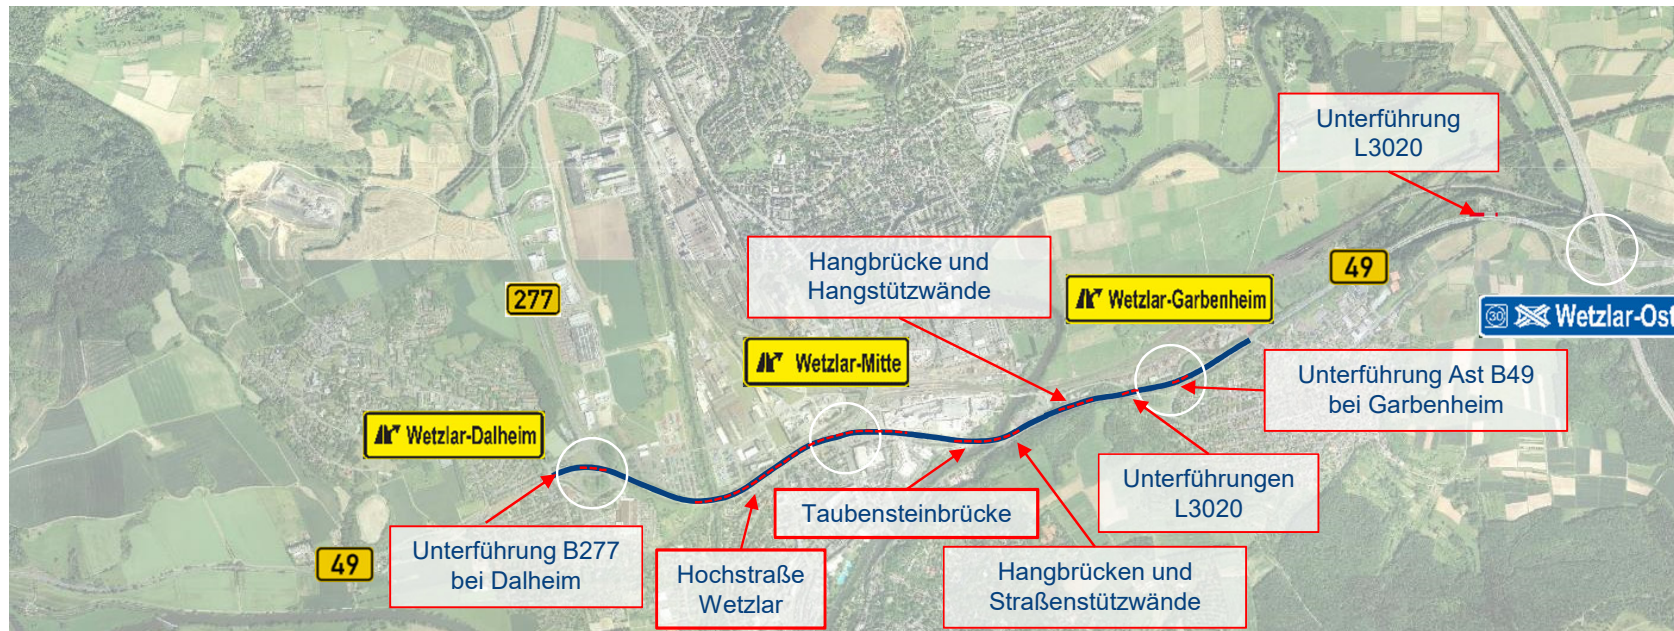 Unterführung
L3020
Hangbrücke und
Hangstützwände
49
277
Wetzlar-Garbenheim
30 Wetzlar-Ost
Wetzlar-Mitte
Unterführung Ast B49
bei Garbenheim
Wetzlar-Dalheim
Unterführungen
L3020
Taubensteinbrücke
49
Unterführung B277
bei Dalheim
Hochstraße
Wetzlar
Hangbrücken und
Straßenstützwände